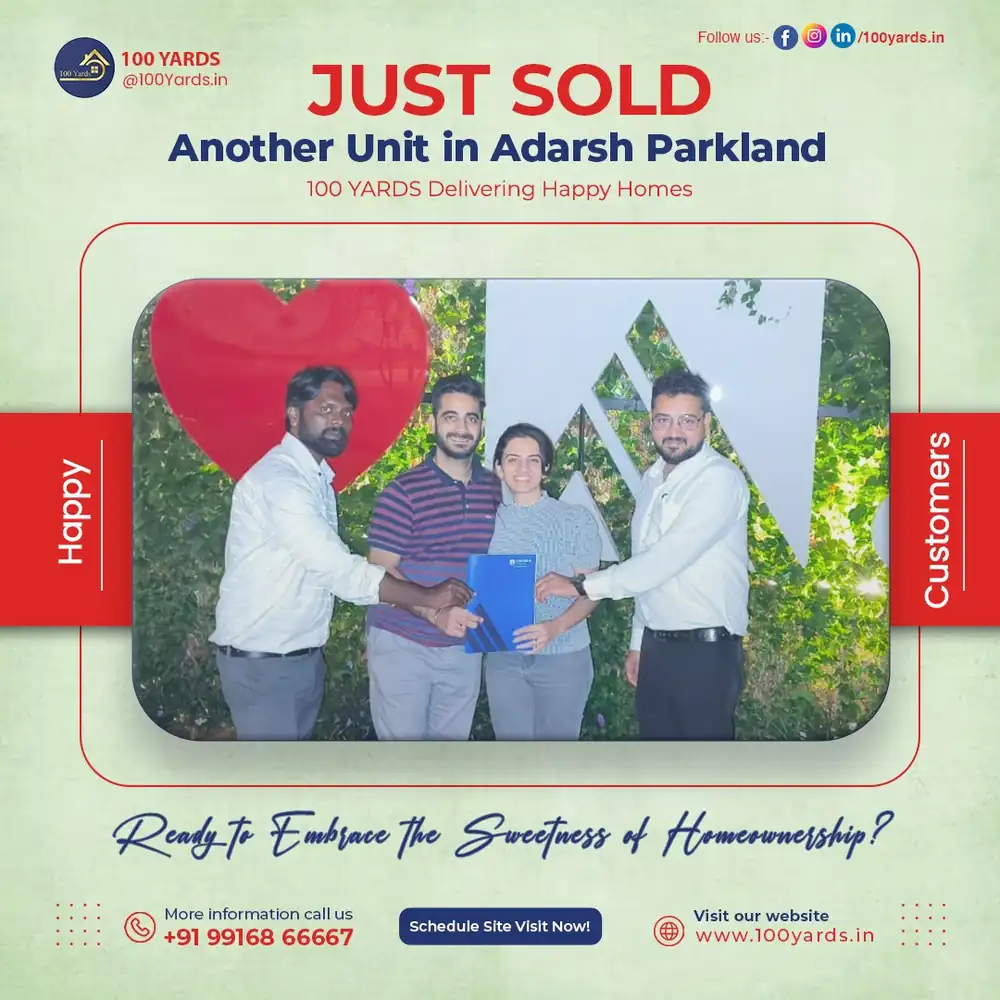 100 Yards
100 YARDS
@100Yards.in
Follow us:- /100yards.in
JUST SOLD
Another Unit in Adarsh Parkland
100 YARDS Delivering Happy Homes
Happy
Customers
Ready to Embrace the Sweetness of Homeownership?
More information call us
+91 99168 66667
Schedule Site Visit Now!
Visit our website
www.100yards.in